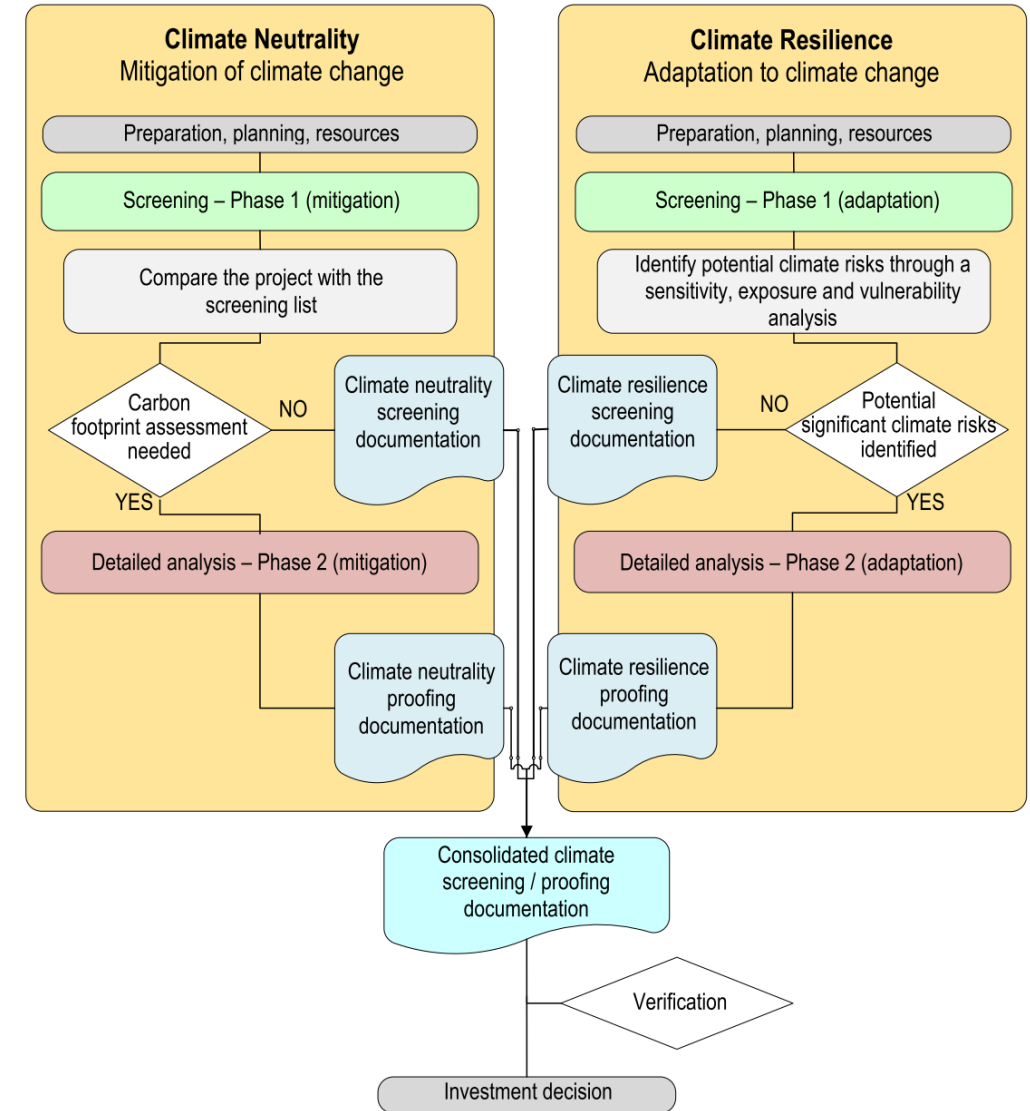 Climate Neutrality
Mitigation of climate change
Preparation, planning, resources
Screening – Phase 1 (mitigation)
Compare the project with the
screening list
Carbon
footprint assessment
needed
NO
YES
Climate neutrality
screening
documentation
Detailed analysis – Phase 2 (mitigation)
Climate neutrality
proofing
documentation
Climate Resilience
Adaptation to climate change
Preparation, planning, resources
Screening – Phase 1 (adaptation)
Identify potential climate risks through a
sensitivity, exposure and vulnerability
analysis
Climate resilience
screening
documentation
NO
Potential
significant climate risks
identified
YES
Detailed analysis – Phase 2 (adaptation)
Climate resilience
proofing
documentation
Consolidated climate
screening / proofing
documentation
Verification
Investment decision